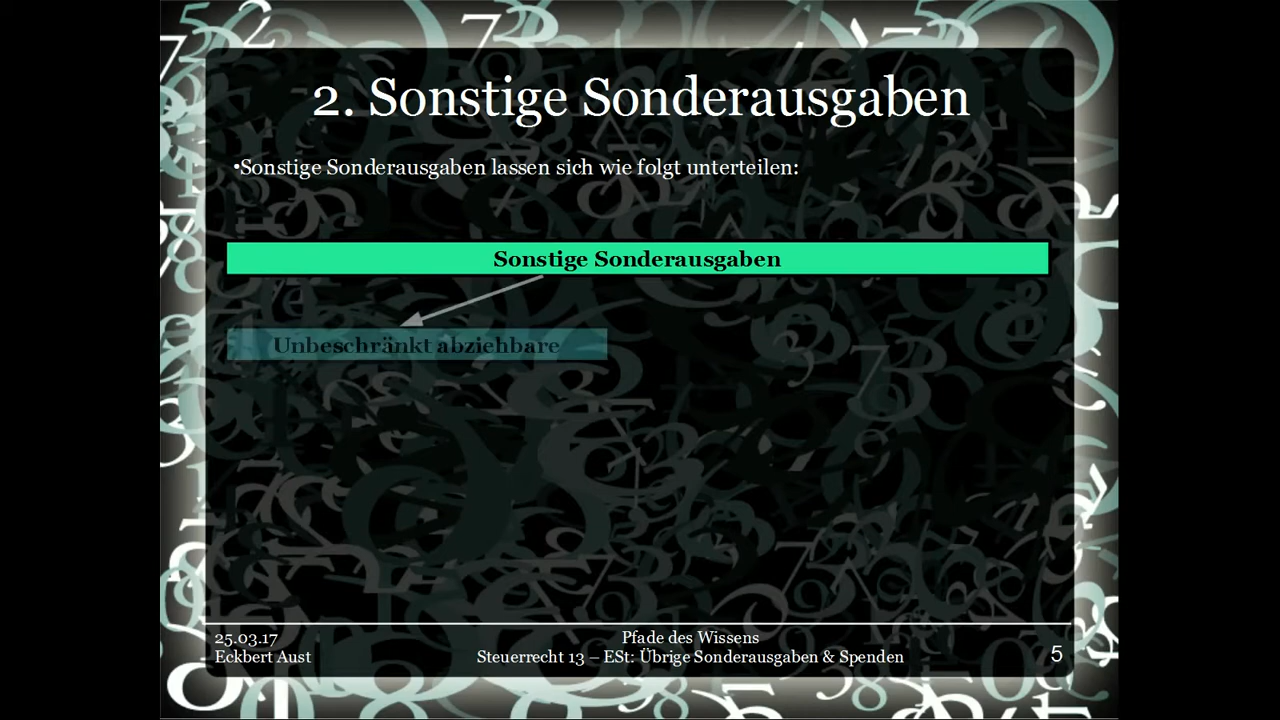 2. Sonstige Sonderausgaben
•Sonstige Sonderausgaben lassen sich wie folgt unterteilen:
Sonstige Sonderausgaben
Unbeschränkt abziehbare
25.03.17
Eckbert Aust
Pfade des Wissens
Steuerrecht 13 – ESt: Übrige Sonderausgaben & Spenden
5